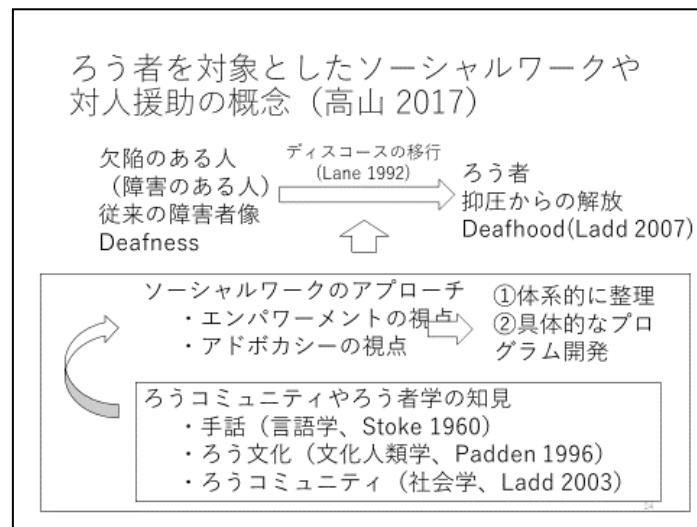 ろう者を対象としたソーシャルワークや
対人援助の概念（高山 2017）
欠陥のある人
（障害のある人）
従来の障害者像
Deafness
ディスコースの移行
(Lane 1992)
ろう者
抑圧からの解放
Deafhood(Ladd 2007)
ソーシャルワークのアプローチ
・エンパワーメントの視点
・アドボカシーの視点
①体系的に整理
②具体的なプロ
グラム開発
ろうコミュニティやろう者学の知見
・手話（言語学、Stoke 1960）
・ろう文化（文化人類学、Padden 1996）
・ろうコミュニティ（社会学、Ladd 2003）